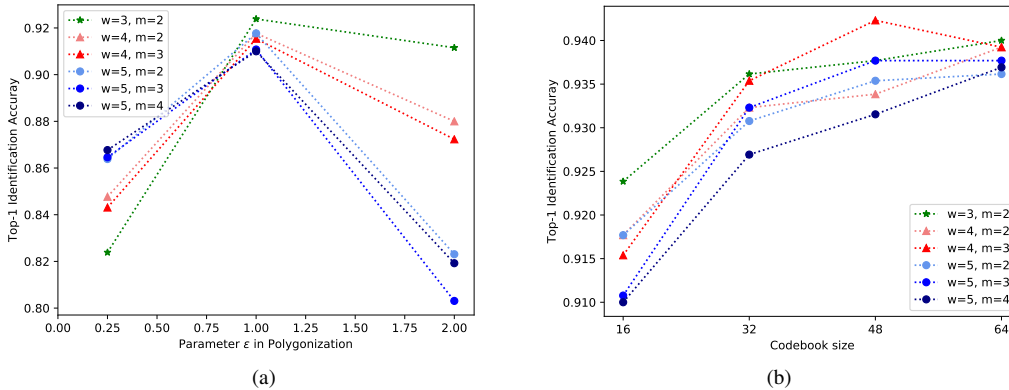 0.92
0.90
0.88
0.86
0.84
0.82
0.80
Top-1 Identification Accuray
w=3, m=2
w=4, m=2
w=4, m=3
w=5, m=2
w=5, m=3
w=5, m=4
0.00 0.25 0.50 0.75 1.00 1.25 1.50 1.75 2.00
Parameter ε in Polygonization
(a)
0.940
0.935
0.930
0.925
0.920
0.915
0.910
Top-1 Identification Accuray
w=3, m=2
w=4, m=2
w=4, m=3
w=5, m=2
w=5, m=3
w=5, m=4
16 32 48 64
Codebook size
(b)